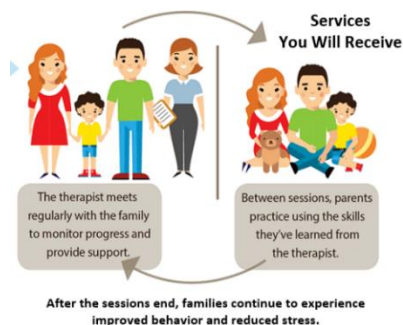 Services
You Will Receive
The therapist meets
regularly with the family
to monitor progress and
provide support.
Between sessions, parents
practice using the skills
they've learned from
the therapist.
After the sessions end, families continue to experience
improved behavior and reduced stress.